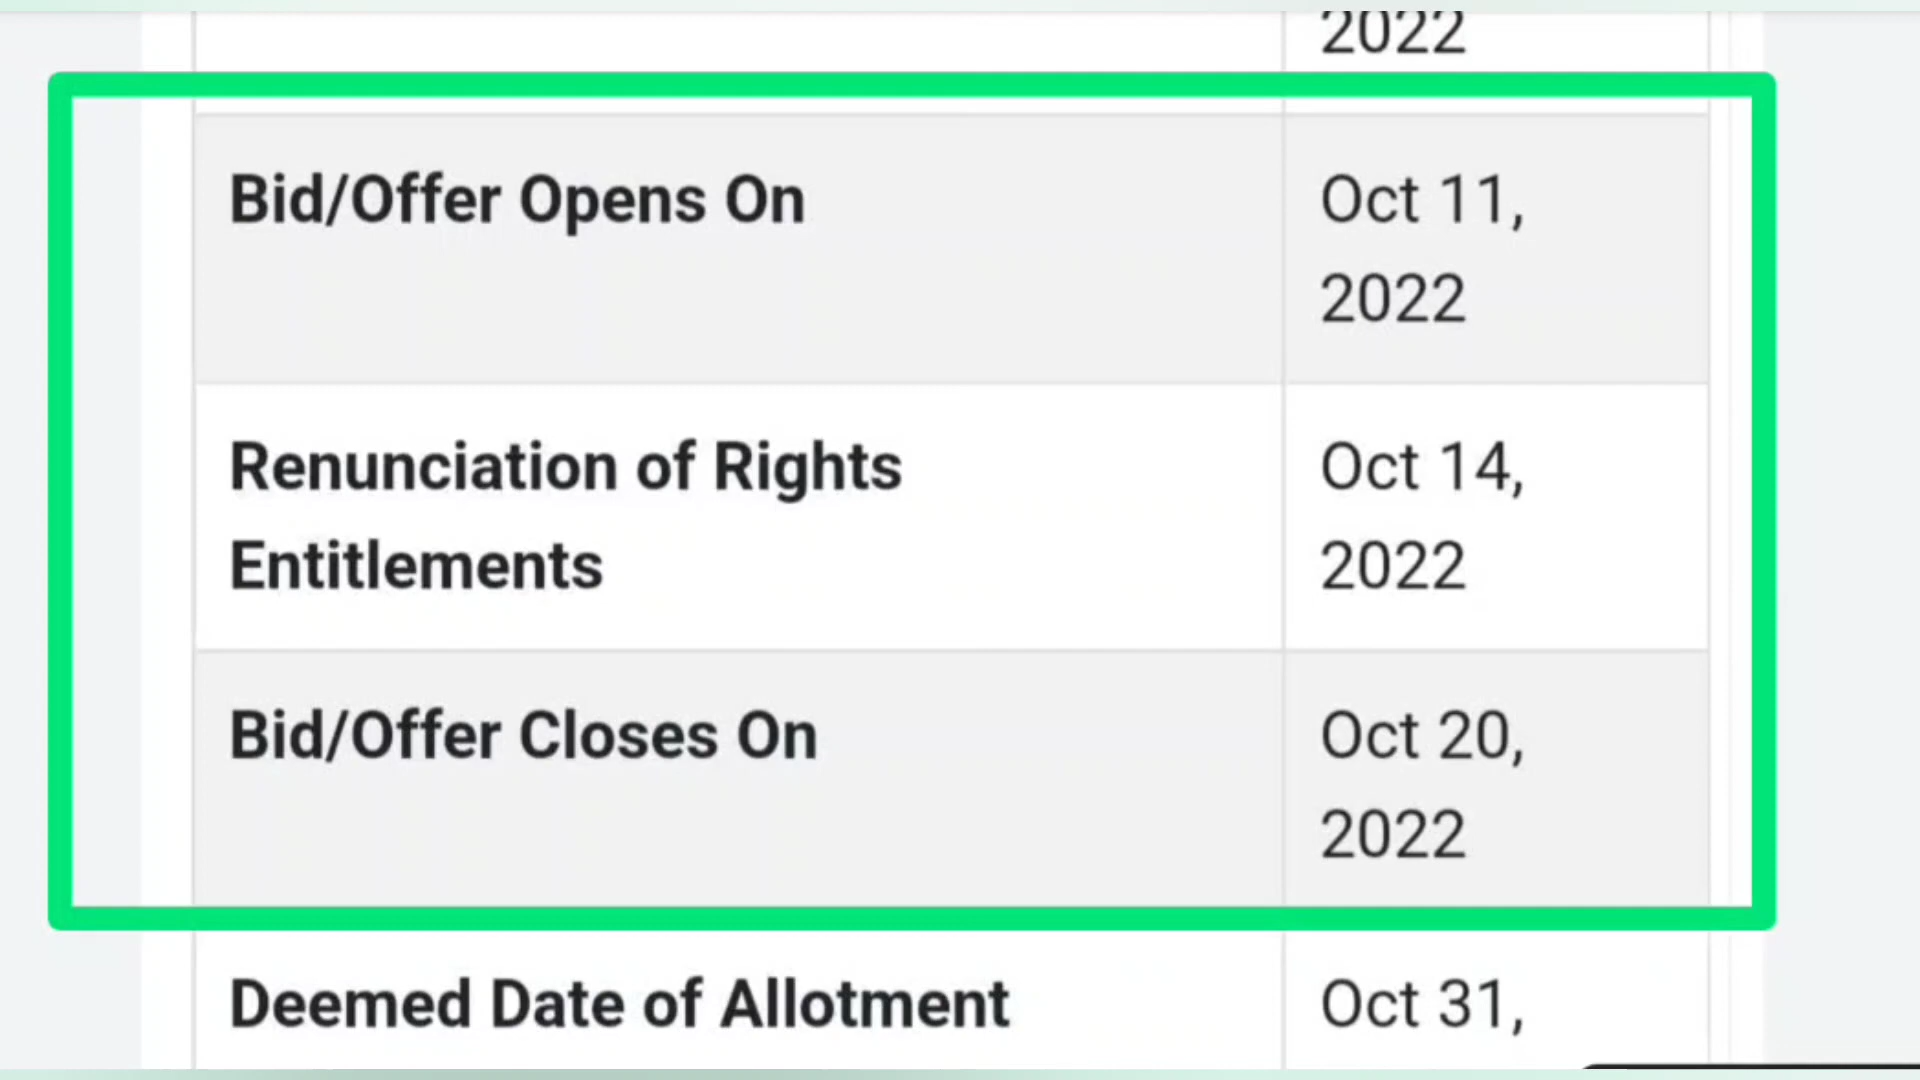 2022
Bid/Offer Opens On
Oct 11,
2022
Renunciation of Rights
Entitlements
Oct 14,
2022
Bid/Offer Closes On
Oct 20,
2022
Deemed Date of Allotment
Oct 31,